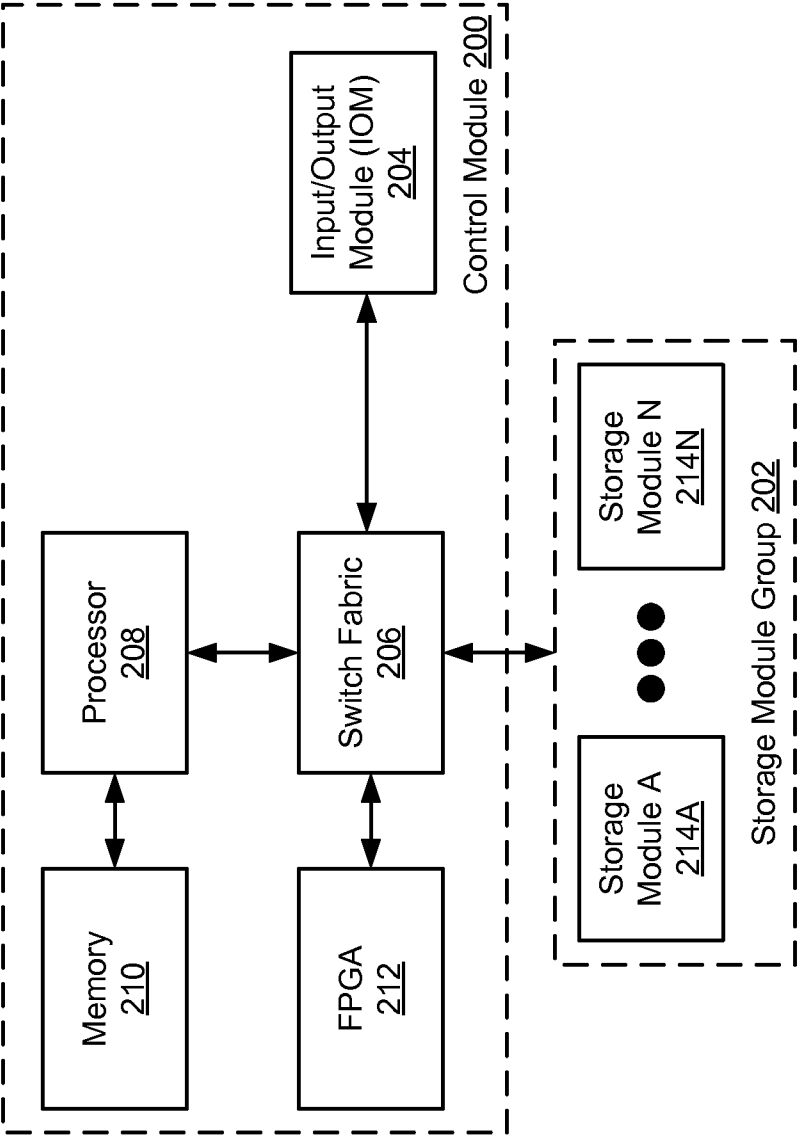 Memory
210
Processor
208
FPGA
212
Switch Fabric
206
Input/Output
Module (IOM)
204
Control Module 200
Storage
Module A
214A
Storage
Module N
214N
Storage Module Group 202